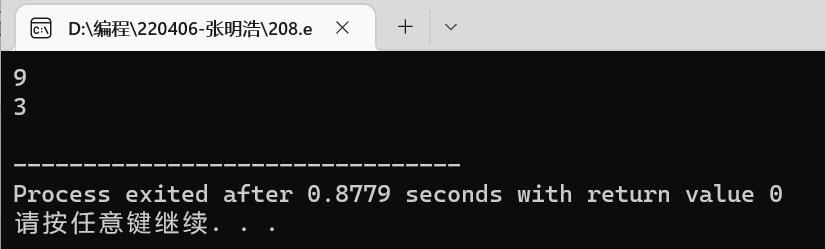 D:\编程\220406-张明浩\208.e
9
3
--------------------------------
Process exited after 0.8779 seconds with return value 0
请按任意键继续. . .